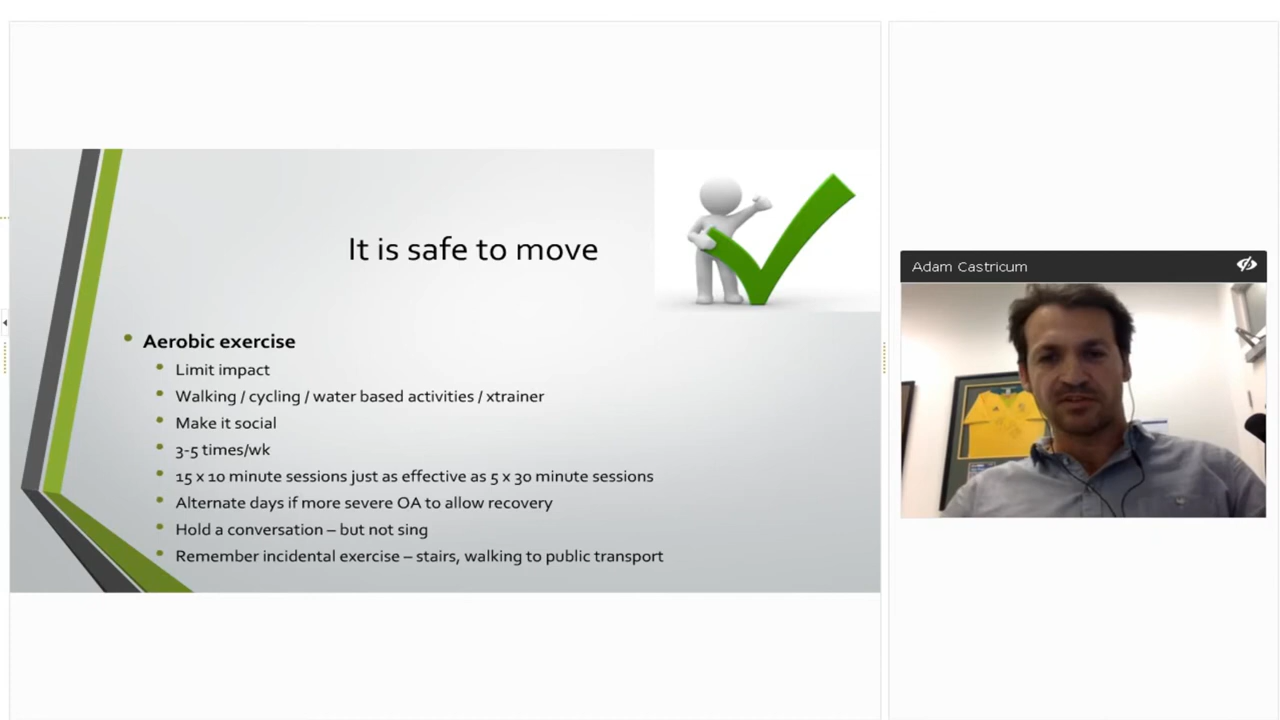 It is safe to move
Aerobic exercise
Limit impact
Walking / cycling / water based activities / xtrainer
Make it social
3-5 times/wk
15 x 10 minute sessions just as effective as 5 x 30 minute sessions
Alternate days if more severe OA to allow recovery
Hold a conversation – but not sing
Remember incidental exercise – stairs, walking to public transport
Adam Castricum